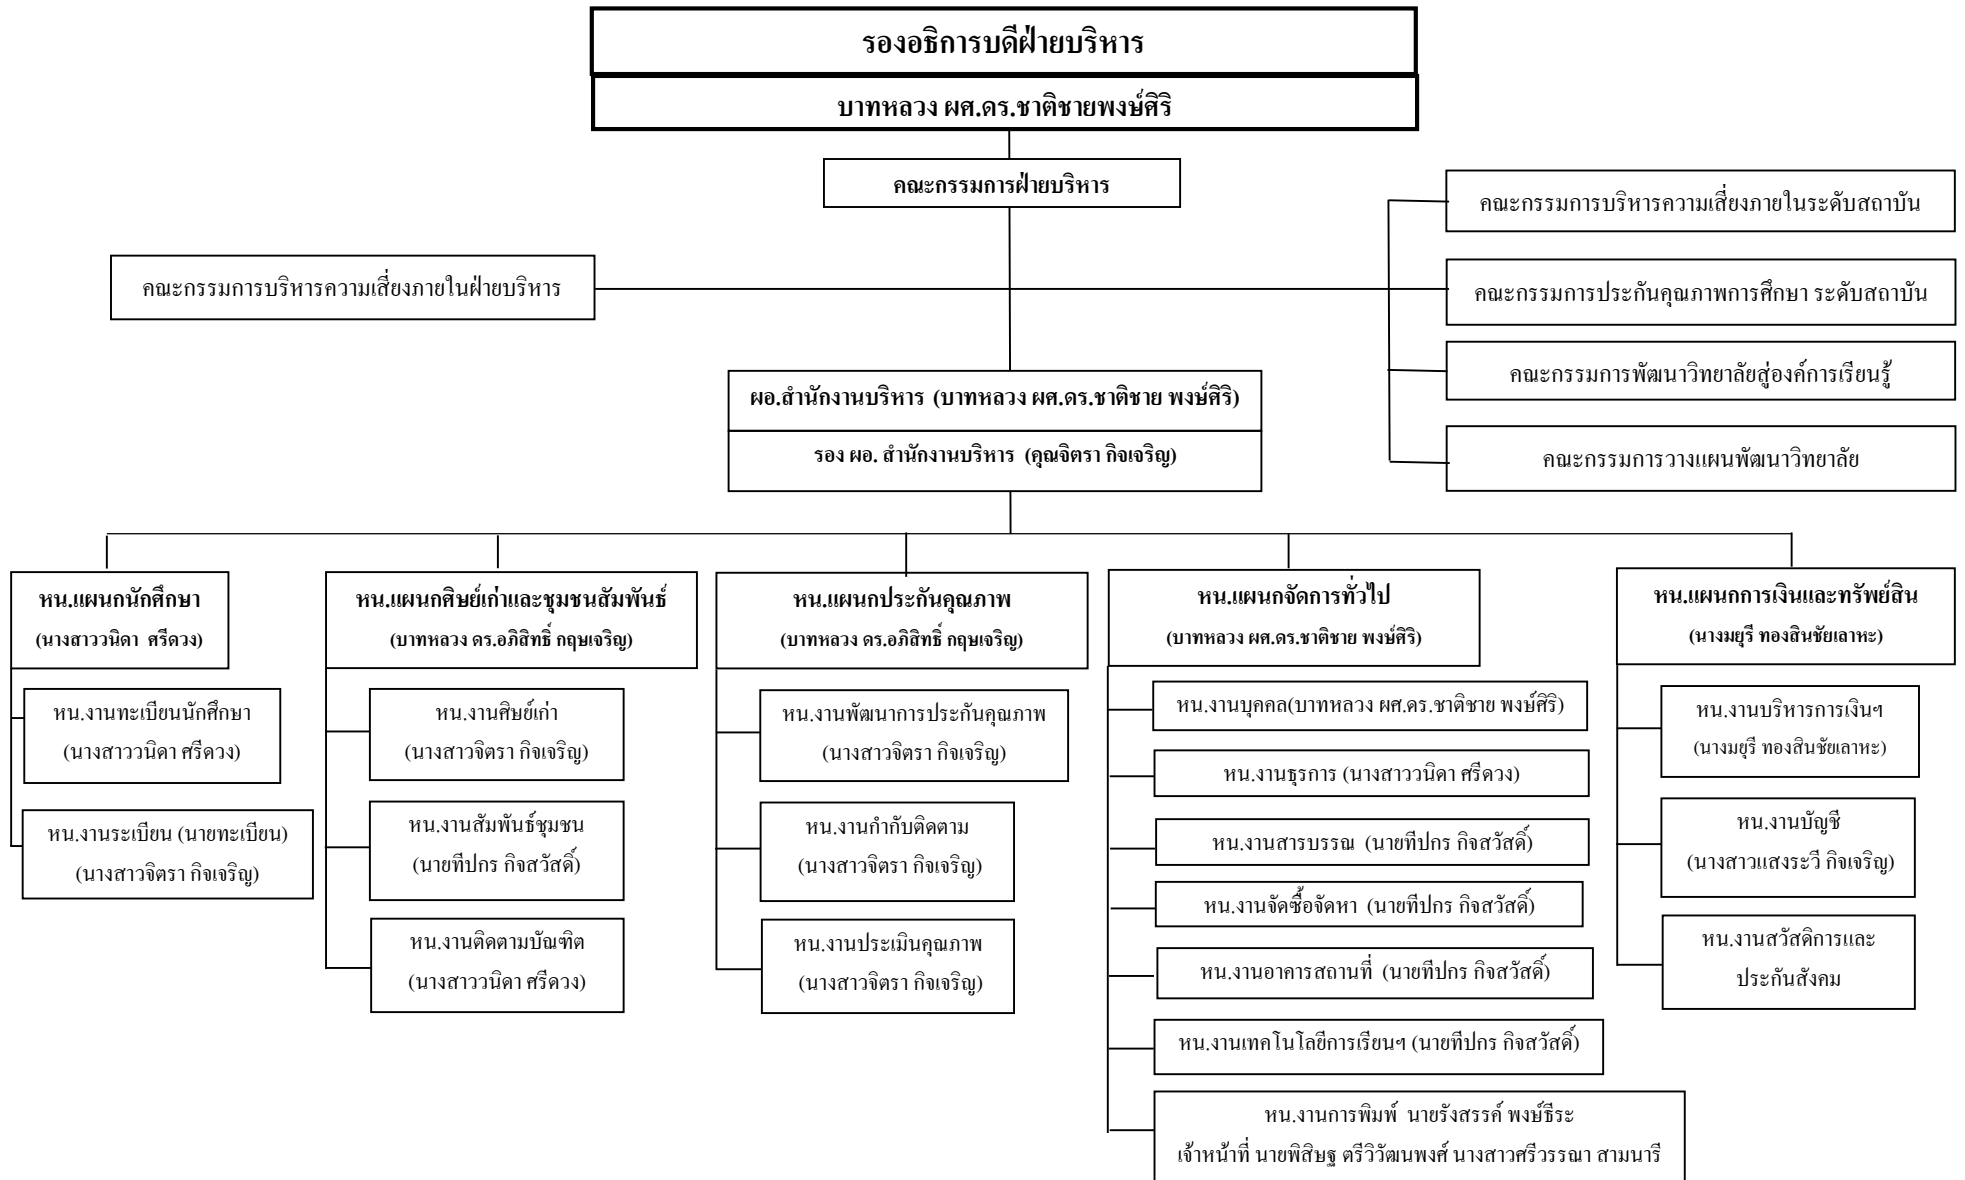 รองอธิการบดีฝ่ายบริหาร
บาทหลวง ผศ.ดร.ชาติชายพงษ์ศิริ
คณะกรรมการฝ่ายบริหาร
คณะกรรมการบริหารความเสี่ยงภายในระดับสถาบัน
คณะกรรมการบริหารความเสี่ยงภายในฝ่ายบริหาร
คณะกรรมการประกันคุณภาพการศึกษา ระดับสถาบัน
คณะกรรมการพัฒนาวิทยาลัยสู่องค์การเรียนรู้
คณะกรรมการวางแผนพัฒนาวิทยาลัย
ผอ.สำนักงานบริหาร (บาทหลวง ผศ.ดร.ชาติชาย พงษ์ศิริ)
รอง ผอ. สำนักงานบริหาร (คุณจิตรา กิจเจริญ)
หน.แผนกนักศึกษา
(นางสาววนิดา ศรีดวง)
หน.งานทะเบียนนักศึกษา
(นางสาววนิดา ศรีดวง)
หน.งานระเบียน (นายทะเบียน)
(นางสาวจิตรา กิจเจริญ)
หน.แผนกศิษย์เก่าและชุมชนสัมพันธ์
(บาทหลวง ดร.อภิสิทธิ์ กฤษเจริญ)
หน.งานศิษย์เก่า
(นางสาวจิตรา กิจเจริญ)
หน.งานสัมพันธ์ชุมชน
(นายทีปกร กิจสวัสดิ์)
หน.งานติดตามบัณฑิต
(นางสาววนิดา ศรีดวง)
หน.แผนกประกันคุณภาพ
(บาทหลวง ดร.อภิสิทธิ์ กฤษเจริญ)
หน.งานพัฒนาการประกันคุณภาพ
(นางสาวจิตรา กิจเจริญ)
หน.งานกำกับติดตาม
(นางสาวจิตรา กิจเจริญ)
หน.งานประเมินคุณภาพ
(นางสาวจิตรา กิจเจริญ)
หน.แผนกจัดการทั่วไป
(บาทหลวง ผศ.ดร.ชาติชาย พงษ์ศิริ)
หน.งานบุคคล(บาทหลวง ผศ.ดร.ชาติชาย พงษ์ศิริ)
หน.งานธุรการ (นางสาววนิดา ศรีดวง)
หน.งานสารบรรณ (นายทีปกร กิจสวัสดิ์)
หน.งานจัดซื้อจัดหา (นายทีปกร กิจสวัสดิ์)
หน.งานอาคารสถานที่ (นายทีปกร กิจสวัสดิ์)
หน.งานเทคโนโลยีการเรียนฯ (นายทีปกร กิจสวัสดิ์)
หน.งานการพิมพ์ นายรังสรรค์ พงษ์ธีระ
เจ้าหน้าที่ นายพิสิษฐ ตรีวิวัฒนพงศ์ นางสาวศรีวรรณา สามนารี
หน.แผนกการเงินและทรัพย์สิน
(นางมยุรี ทองสินชัยเลาหะ)
หน.งานบริหารการเงินฯ
(นางมยุรี ทองสินชัยเลาหะ)
หน.งานบัญชี
(นางสาวแสงระวี กิจเจริญ)
หน.งานสวัสดิการและ
ประกันสังคม